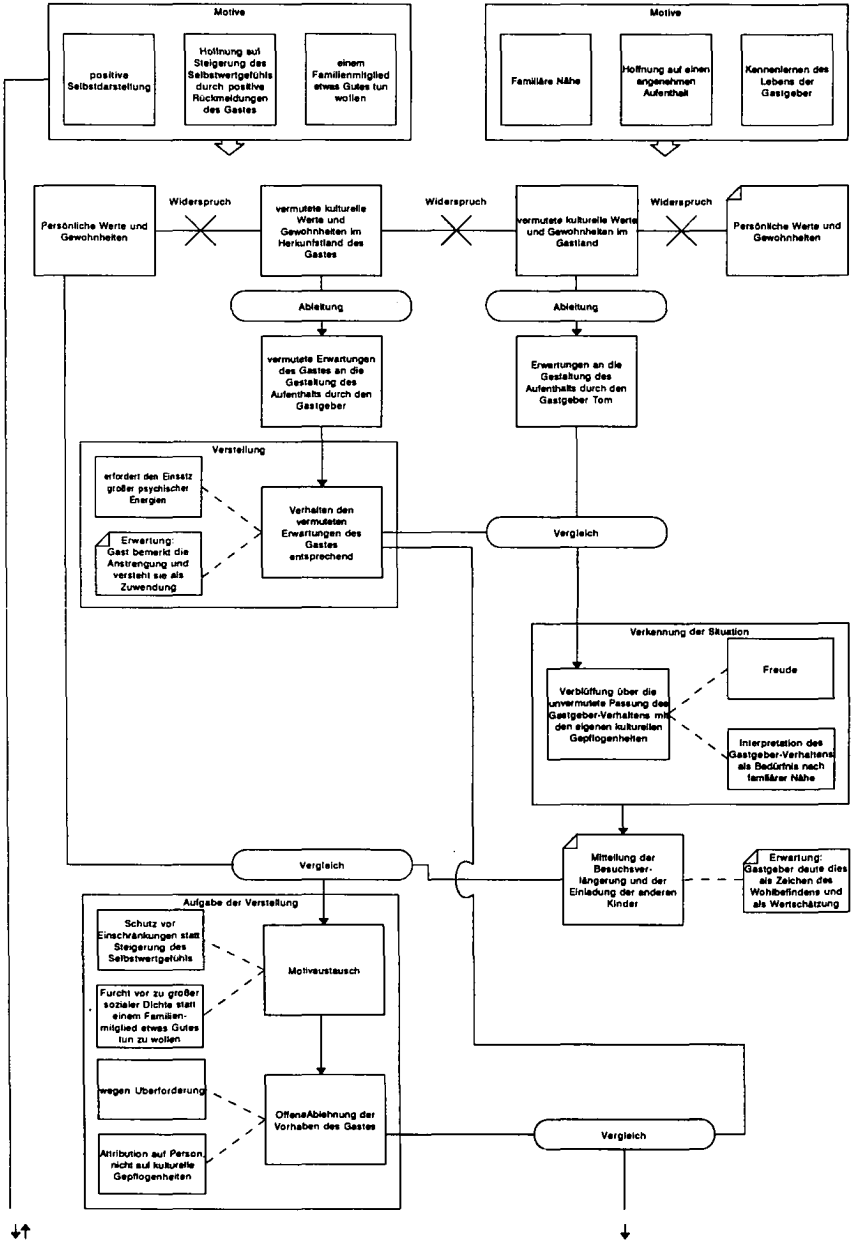 Motive
positive
Selbstdarstellung
Hoffnung auf
Steigerung des
Selbstwertgefühls
durch positive
Rückmeldungen
des Gastes
einem
Familienmitglied
etwas Gutes tun
wollen
Motive
Familiäre Nähe
Hoffnung auf einen
angenehmen
Aufenthalt
Kennenlernen des
Lebens der
Gastgeber
Persönliche Werte und
Gewohnheiten
Widerspruch
vermutete kulturelle
Werte und
Gewohnheiten im
Herkunftsland des
Gastes
Widerspruch
vermutete kulturelle Werte
und Gewohnheiten im
Gastland
Widerspruch
Persönliche Werte und
Gewohnheiten
Ableitung
Ableitung
vermutete Erwartungen
des Gastes an die
Gestaltung des
Aufenthalts durch den
Gastgeber
Erwartungen an die
Gestaltung des
Aufenthalts durch den
Gastgeber Tom
Verstellung
erfordert den Einsatz
großer psychischer
Energien
Erwartung:
Gast bemerkt die
Anstrengung und
versteht sie als
Zuwendung
Verhalten den
vermuteten
Erwartungen des
Gastes
entsprechend
Vergleich
Verkennung der Situation
Verblüffung über die
unvermutete Passung des
Gastgeber-Verhaltens mit
den eigenen kulturellen
Gepflogenheiten
Freude
Interpretation des
Gastgeber-Verhaltens
als Bedürfnis nach
familiärer Nähe
Vergleich
Mitteilung der
Besuchsver-
längerung und der
Einladung der anderen
Kinder
Erwartung:
Gastgeber deute dies
als Zeichen des
Wohlbefindens und
als Wertschätzung
Aufgabe der Verstellung
Schutz vor
Einschränkungen statt
Steigerung des
Selbstwertgefühls
Furcht vor zu großer
sozialer Dichte statt
einem Familien-
mitglied etwas Gutes
tun zu wollen
Motivaustausch
wegen Überforderung
Attribution auf Person,
nicht auf kulturelle
Gepflogenheiten
OffeneAblehnung der
Vorhaben des Gastes
Vergleich